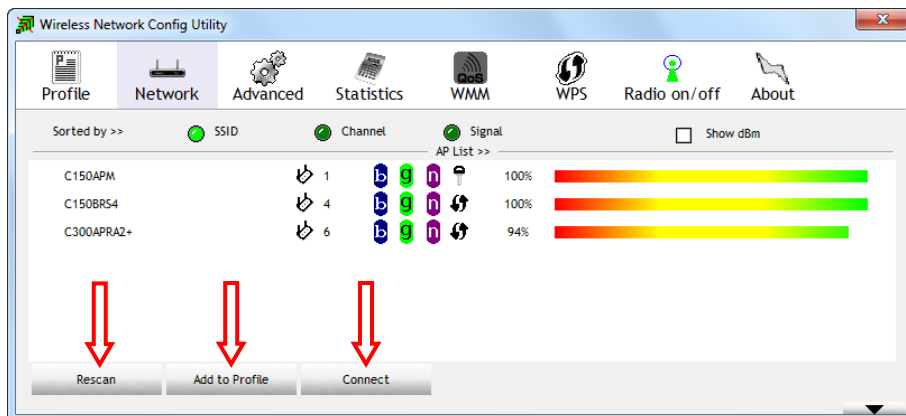 Wireless Network Config Utility
Profile Network Advanced Statistics QoS WMM WPS Radio on/off About
Sorted by >> SSID Channel Signal Show dBm
AP List >>
C150APM 1 b g n 100%
C150BRS4 4 b g n 100%
C300APRA2+ 6 b g n 94%
Rescan Add to Profile Connect